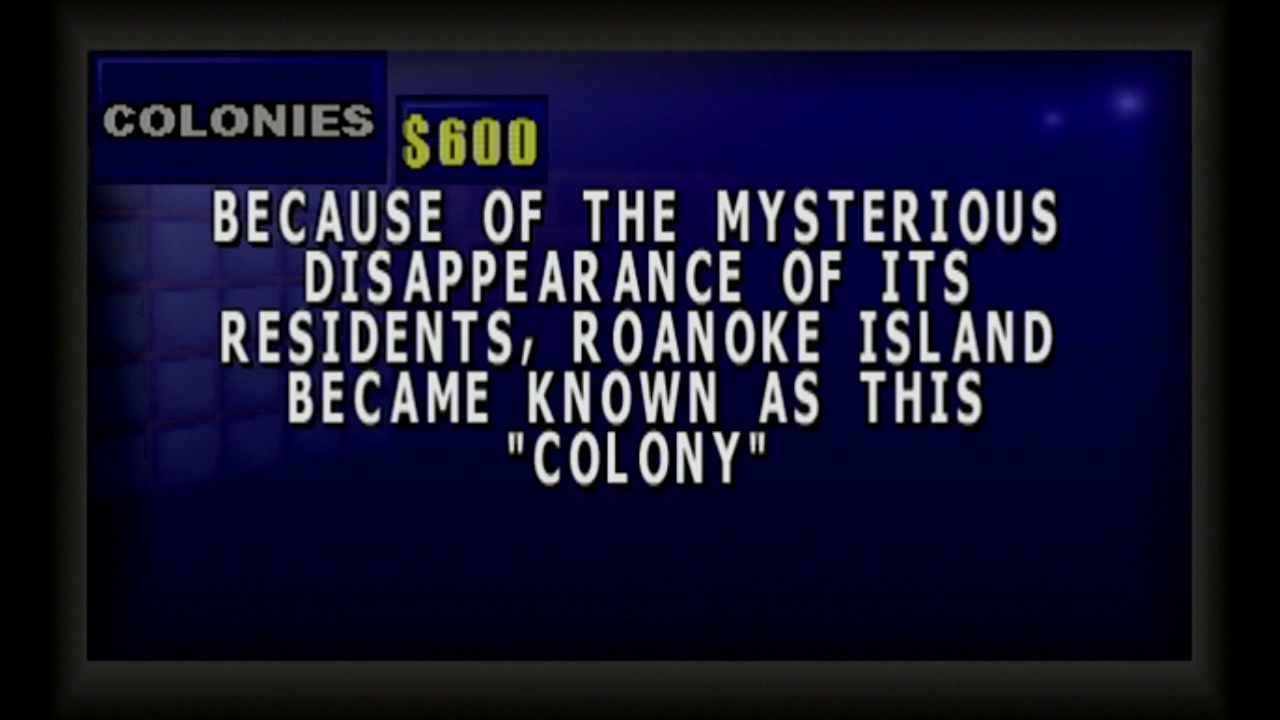 COLONIES
$600
BECAUSE OF THE MYSTERIOUS
DISAPPEARANCE OF ITS
RESIDENTS, ROANOKE ISLAND
BECAME KNOWN AS THIS
"COLONY"